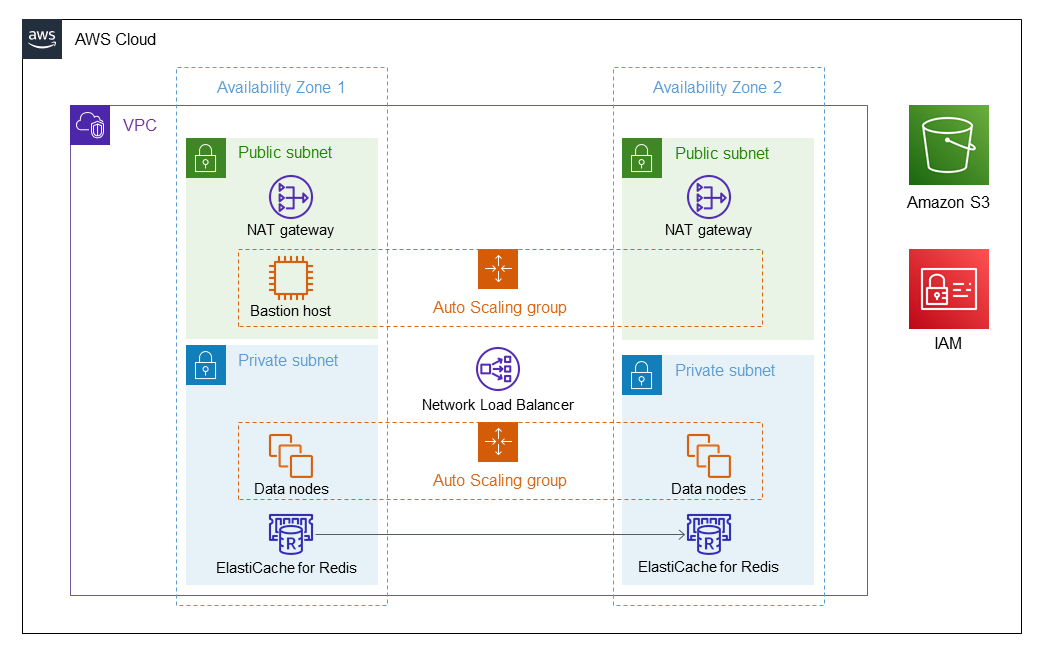 aws
AWS Cloud
Availability Zone 1
Availability Zone 2
VPC
Public subnet
Public subnet
NAT gateway
NAT gateway
Amazon S3
Auto Scaling group
Bastion host
IAM
Private subnet
Private subnet
Network Load Balancer
Auto Scaling group
Data nodes
Data nodes
R
R
ElastiCache for Redis
ElastiCache for Redis